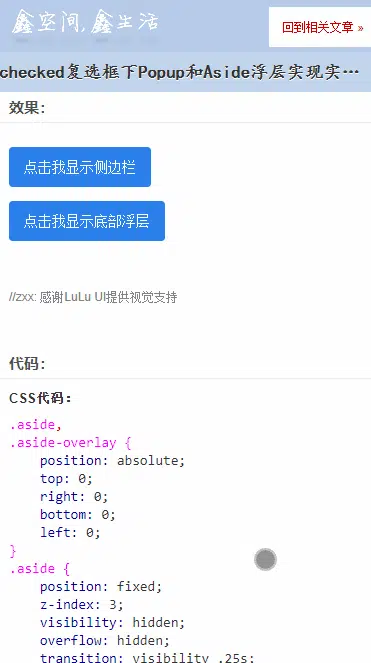 鑫空间,鑫生活
回到相关文章 »
checked复选框下Popup和Aside浮层实现实…
效果:
点击我显示侧边栏
点击我显示底部浮层
//zxx: 感谢LuLu UI提供视觉支持
代码:
CSS代码:
.aside,
.aside-overlay {
    position: absolute;
    top: 0;
    right: 0;
    bottom: 0;
    left: 0;
}
.aside {
    position: fixed;
    z-index: 3;
    visibility: hidden;
    overflow: hidden;
    transition: visibility .25s;